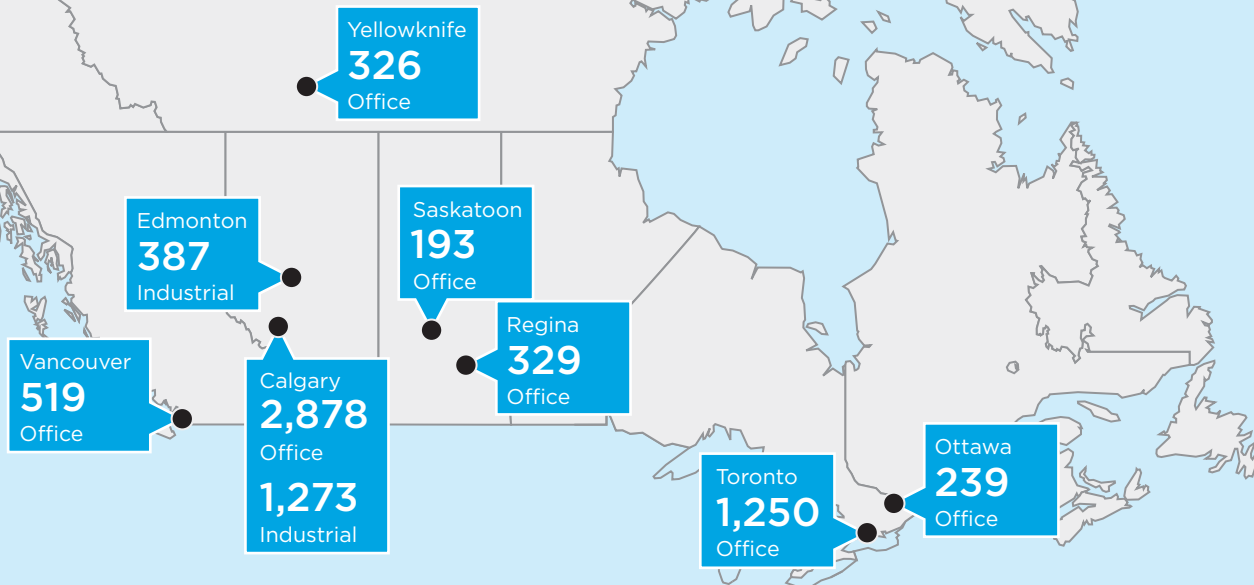 Yellowknife
326
Office
Edmonton
387
Industrial
Saskatoon
193
Office
Regina
329
Office
Vancouver
519
Office
Calgary
2,878
Office
1,273
Industrial
Toronto
1,250
Office
Ottawa
239
Office